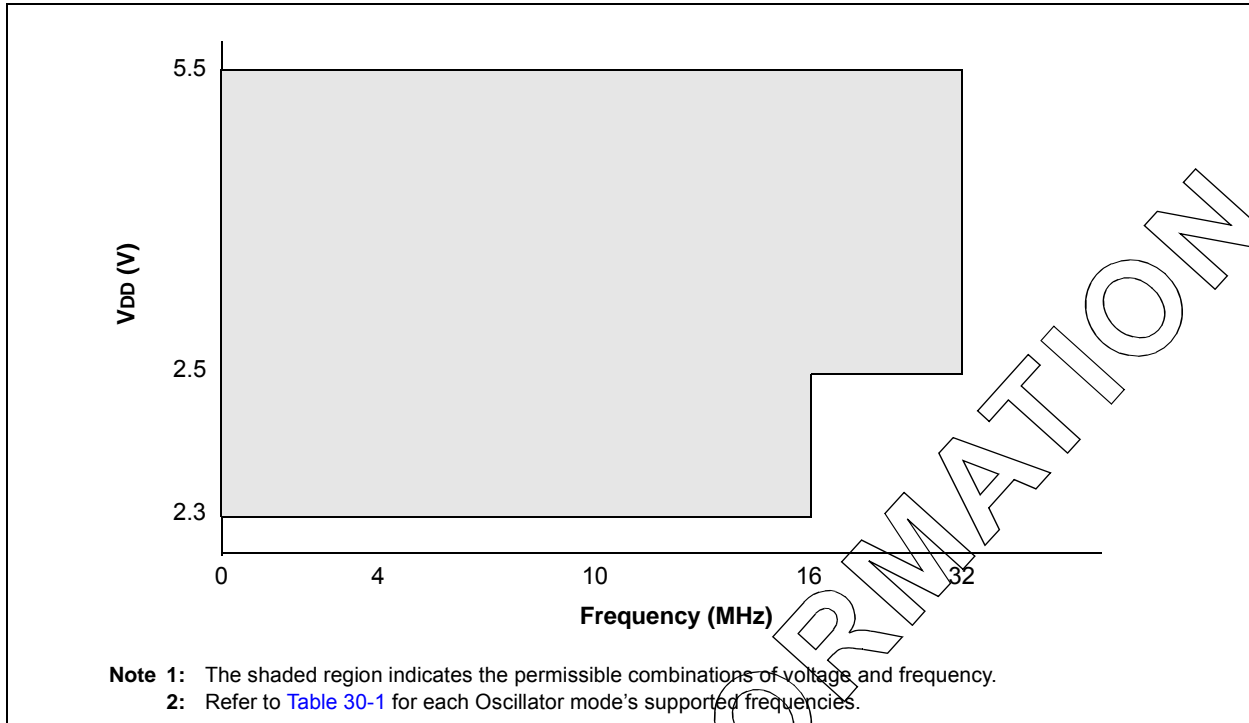 5.5
VDD (V)
2.5
2.3
0 4 10 16 32
Frequency (MHz)
Note 1: The shaded region indicates the permissible combinations of voltage and frequency.
2: Refer to Table 30-1 for each Oscillator mode's supported frequencies.
ORMATION